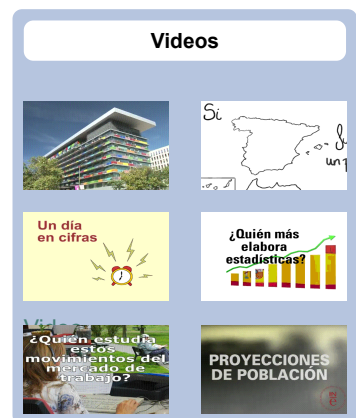 Videos
Si
un
Un día
en cifras
¿Quién más
elabora
estadísticas?
¿Quién estudia
estos
movimientos del
mercado de
trabajo?
PROYECCIONES
DE POBLACIÓN